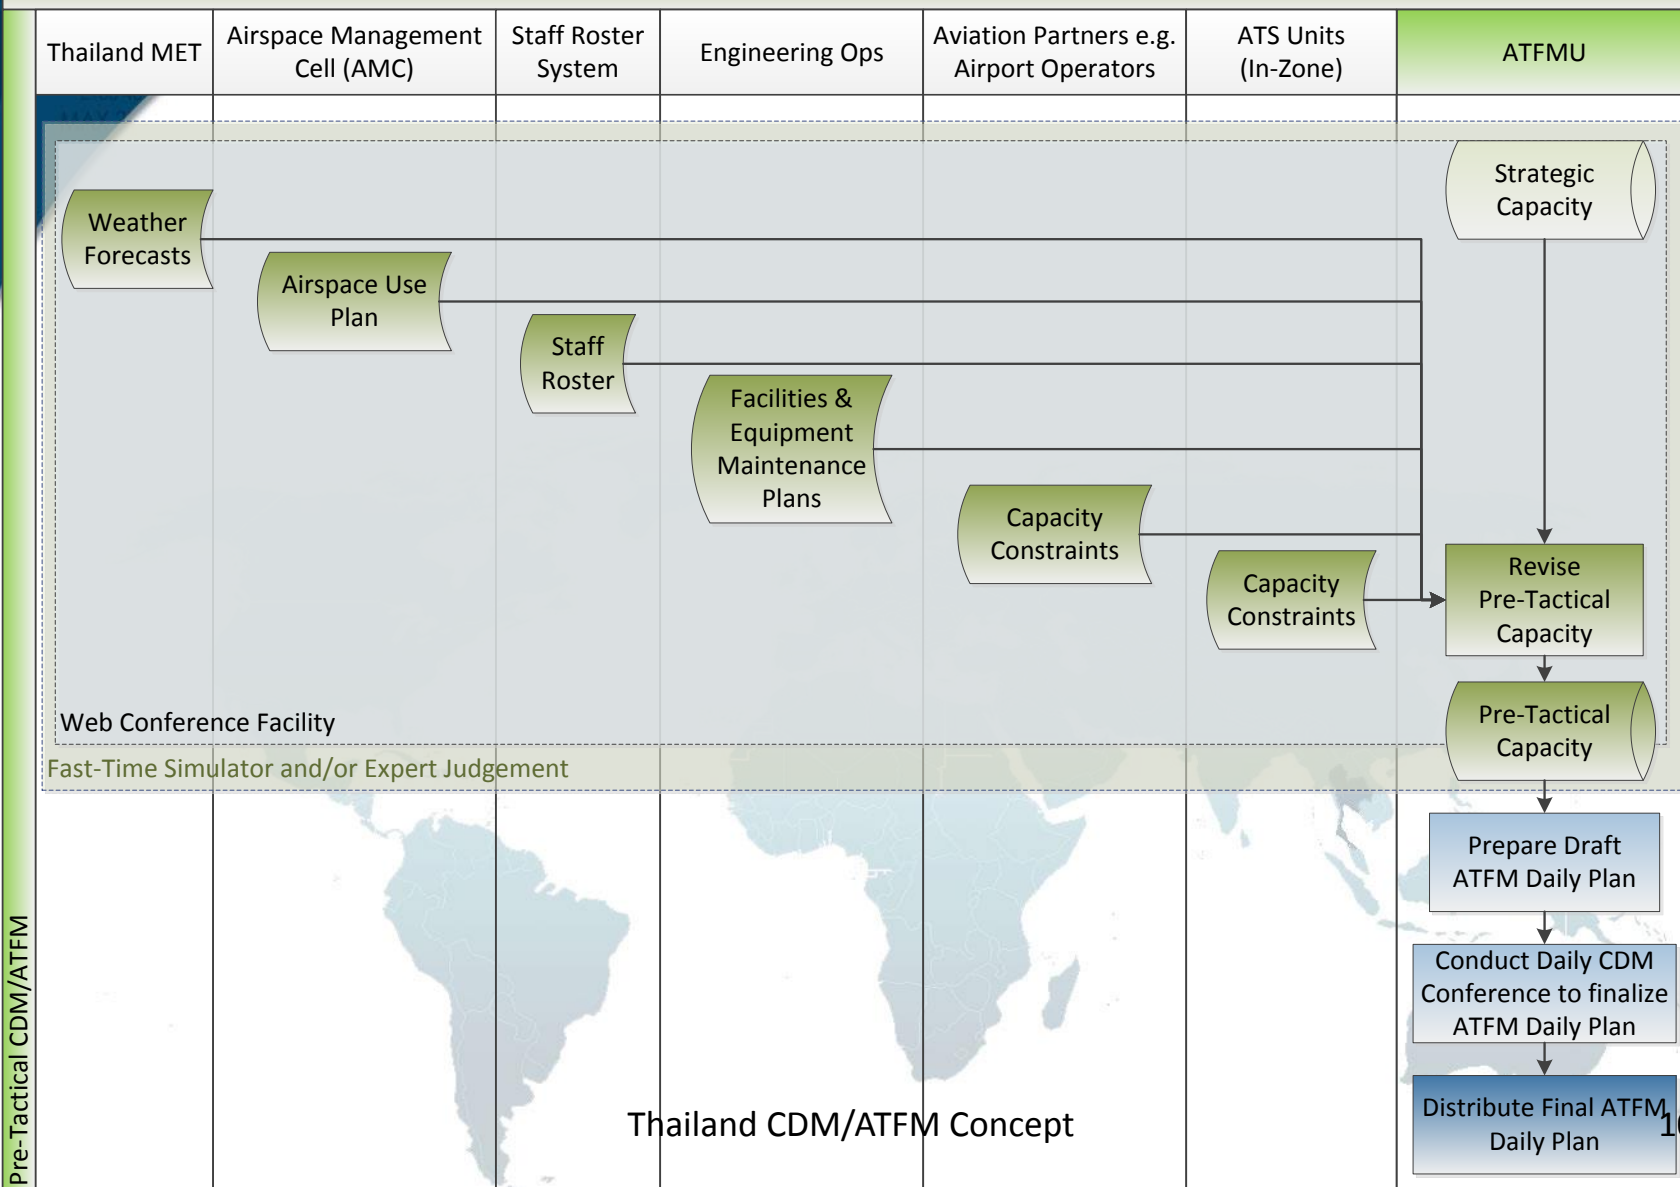 Thailand MET
Airspace Management
Cell (AMC)
Staff Roster
System
Engineering Ops
Aviation Partners e.g.
Airport Operators
ATS Units
(In-Zone)
ATFMU
Strategic
Capacity
Weather
Forecasts
Airspace Use
Plan
Staff
Roster
Facilities &
Equipment
Maintenance
Plans
Capacity
Constraints
Capacity
Constraints
Revise
Pre-Tactical
Capacity
Pre-Tactical
Capacity
Web Conference Facility
Fast-Time Simulator and/or Expert Judgement
Prepare Draft
ATFM Daily Plan
Conduct Daily CDM
Conference to finalize
ATFM Daily Plan
Distribute Final ATFM
Daily Plan
Pre-Tactical CDM/ATFM
Thailand CDM/ATFM Concept